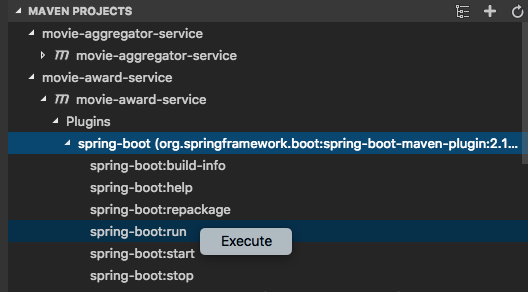 MAVEN PROJECTS
movie-aggregator-service
m movie-aggregator-service
movie-award-service
m movie-award-service
Plugins
spring-boot (org.springframework.boot:spring-boot-maven-plugin:2.1...
spring-boot:build-info
spring-boot:help
spring-boot:repackage
spring-boot:run
Execute
spring-boot:start
spring-boot:stop